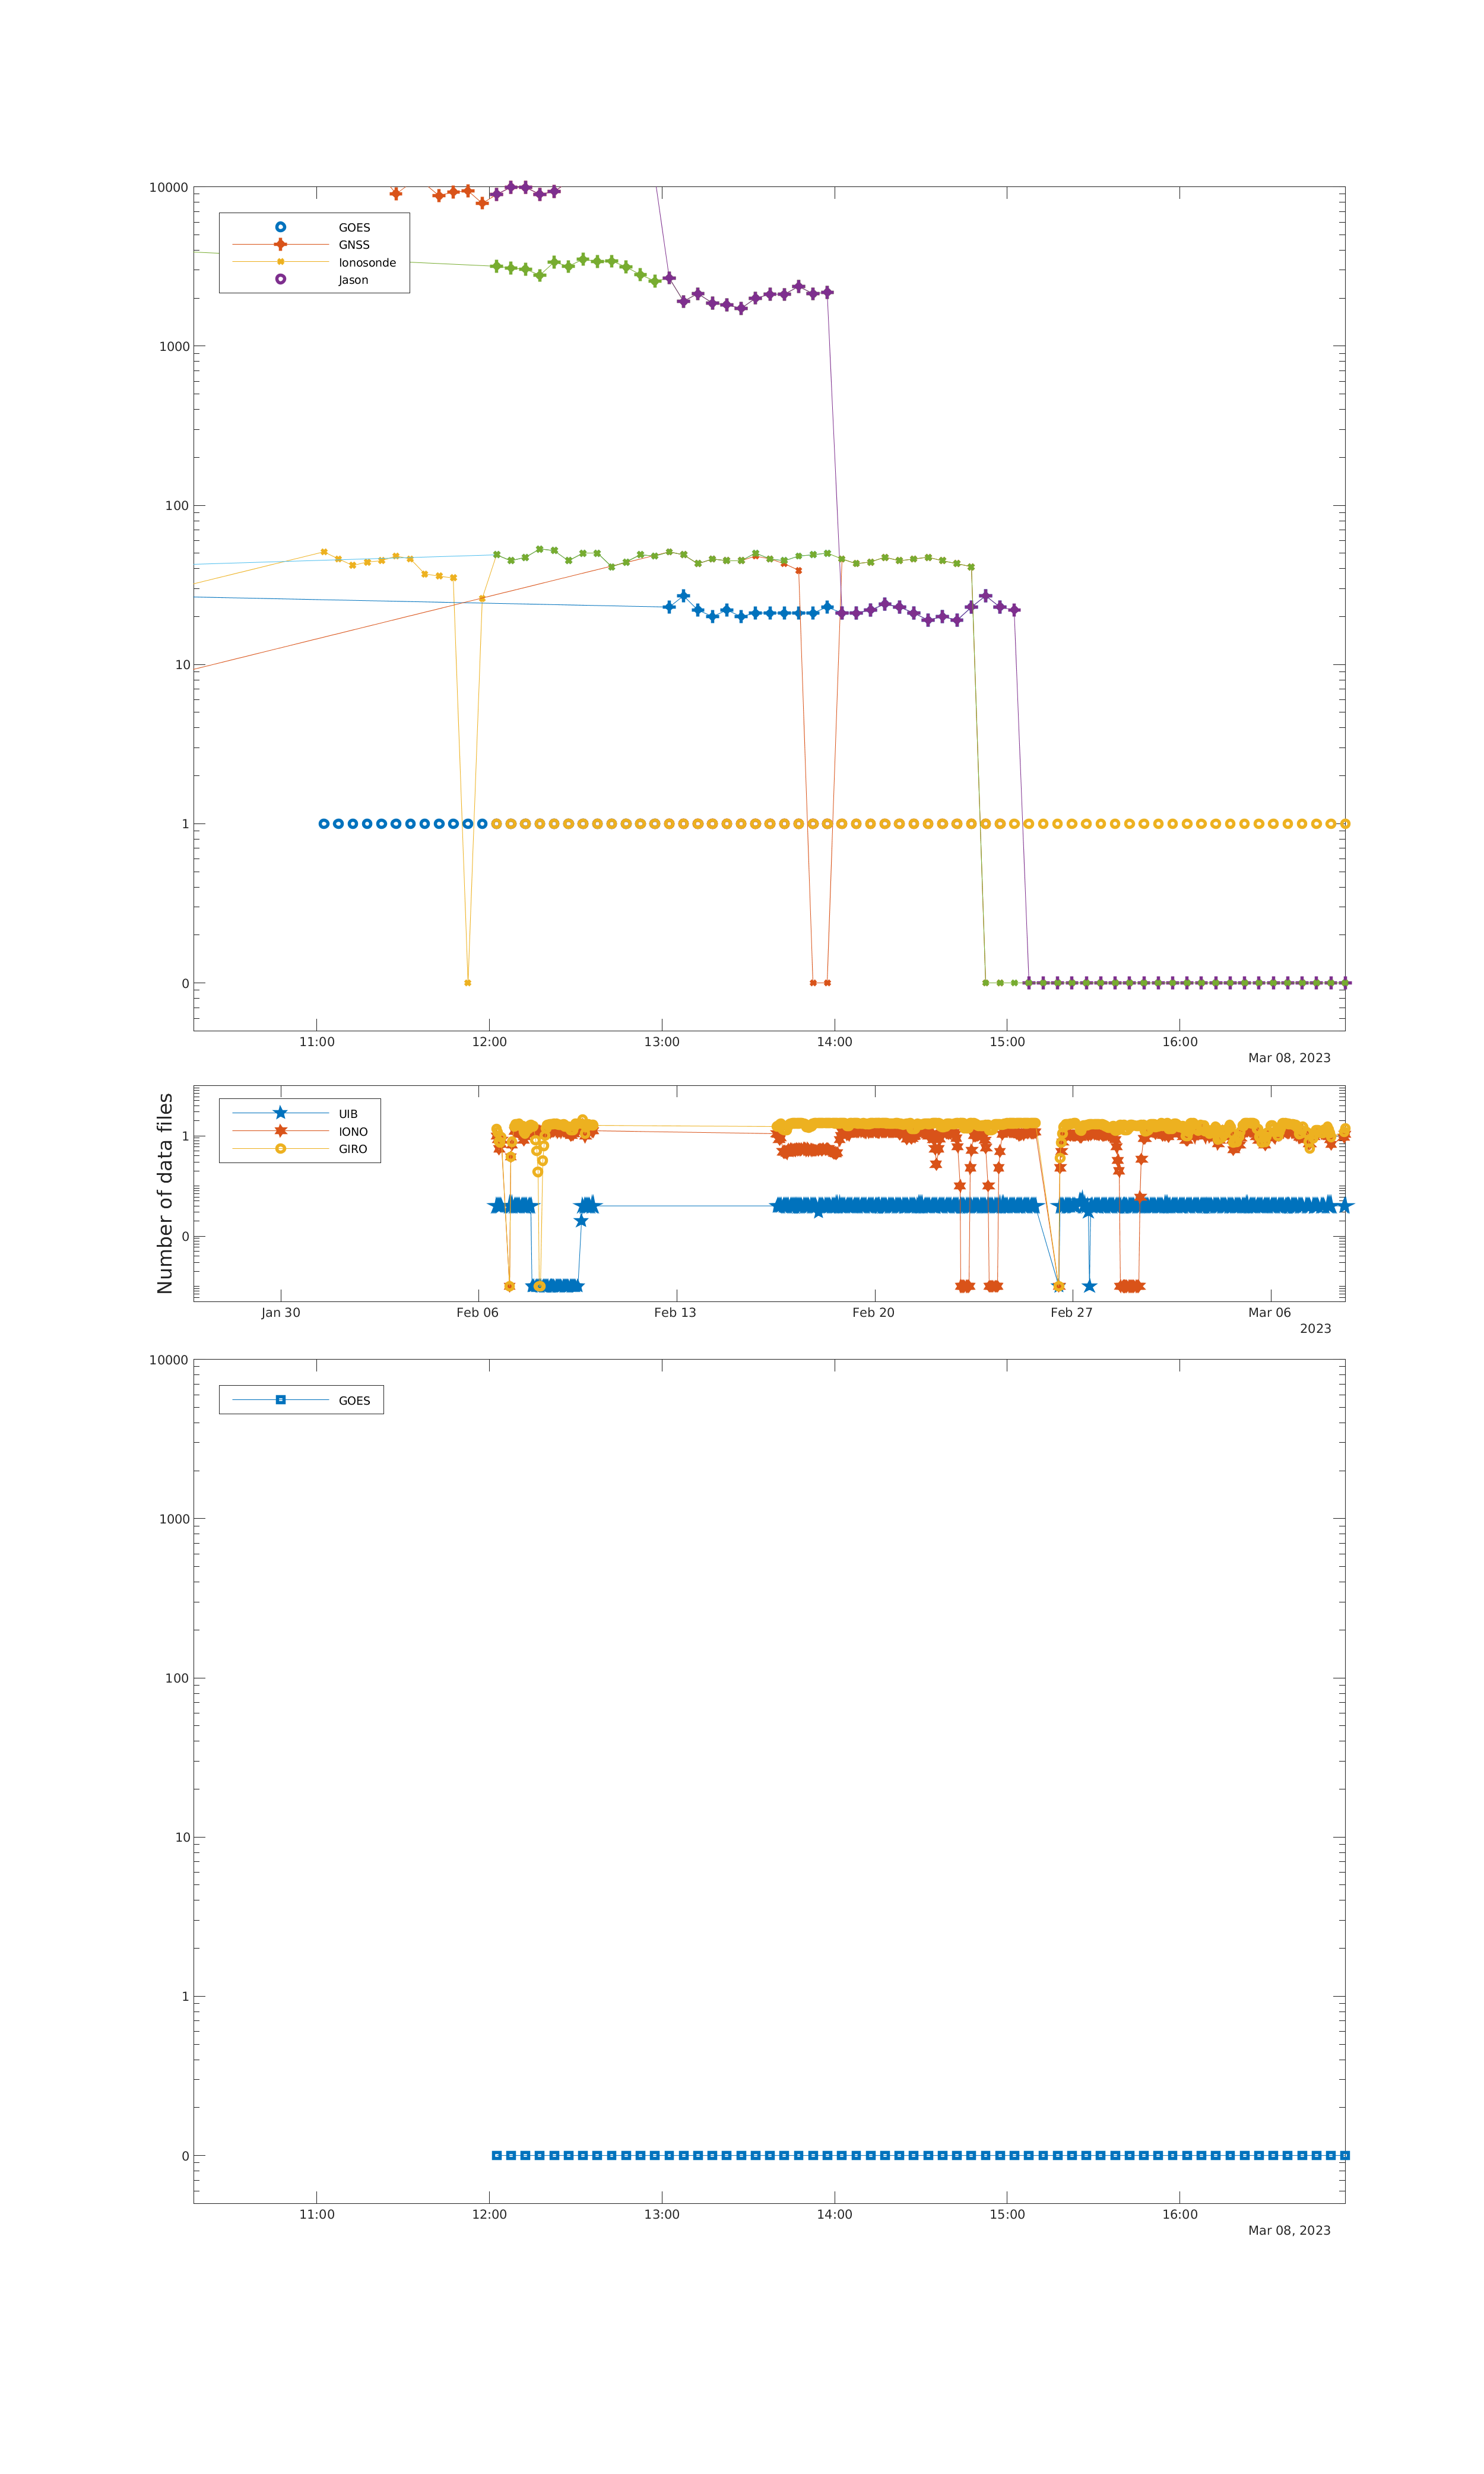 10000
1000
100
10
1
0
GOES
GNSS
Ionosonde
Jason
11:00 12:00 13:00 14:00 15:00 16:00
Mar 08, 2023
Number of data files
1
0
UIB
IONO
GIRO
Jan 30 Feb 06 Feb 13 Feb 20 Feb 27 Mar 06
2023
10000
1000
100
10
1
0
GOES
11:00 12:00 13:00 14:00 15:00 16:00
Mar 08, 2023